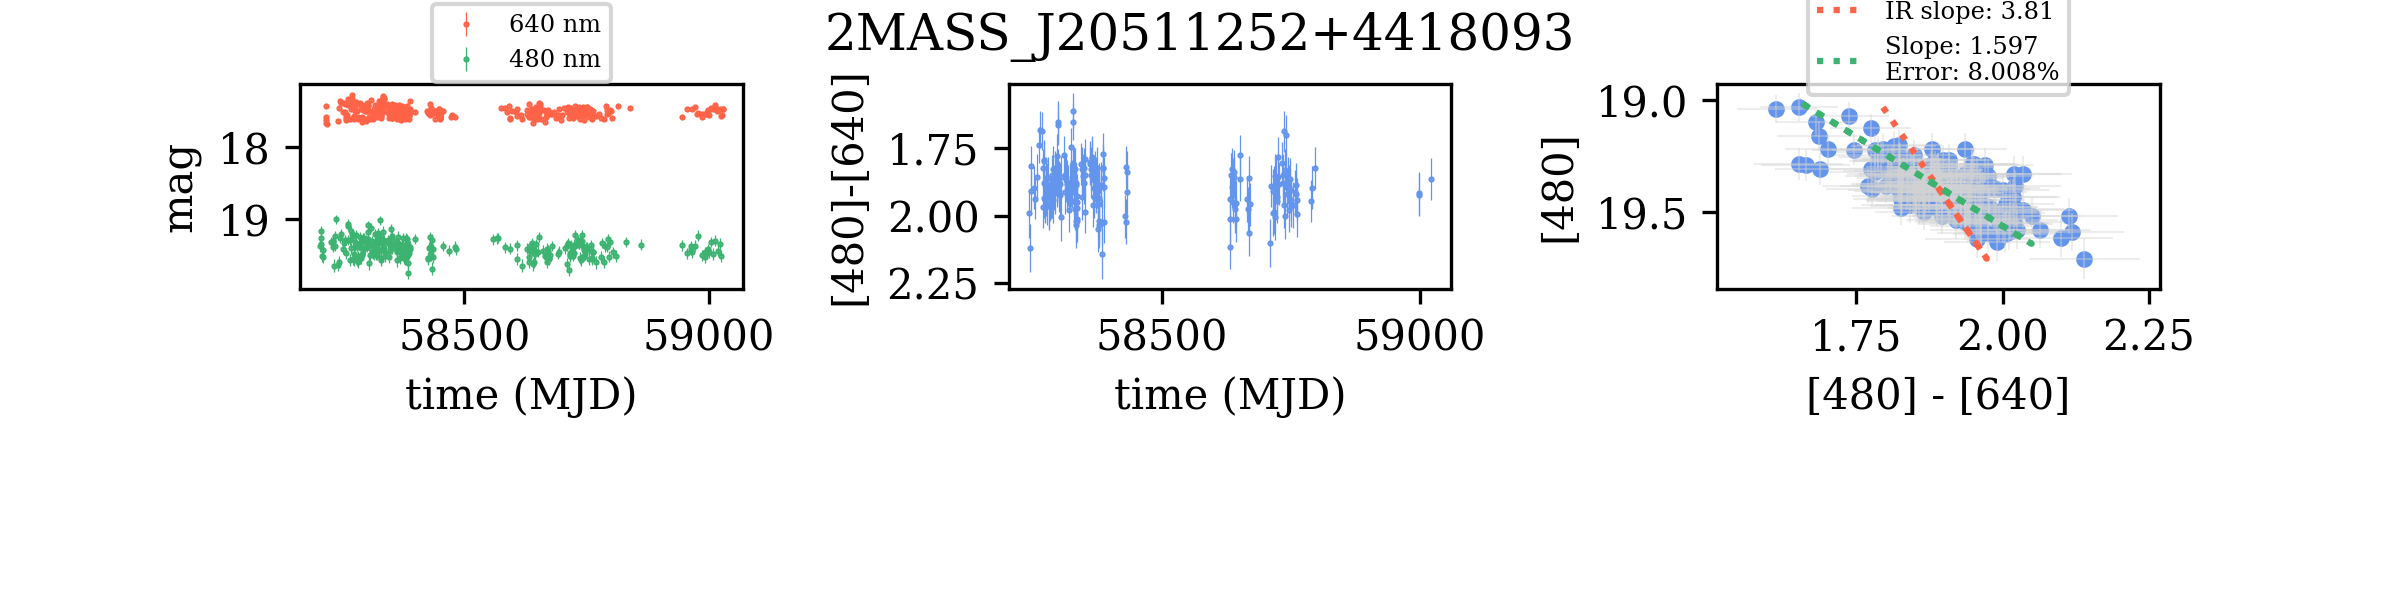 2MASS_J20511252+4418093
640 nm
480 nm
mag
18
19
58500
59000
time (MJD)
[480]-[640]
1.75
2.00
2.25
58500
59000
time (MJD)
IR slope: 3.81
Slope: 1.597
Error: 8.008%
[480]
19.0
19.5
1.75
2.00
2.25
[480] - [640]